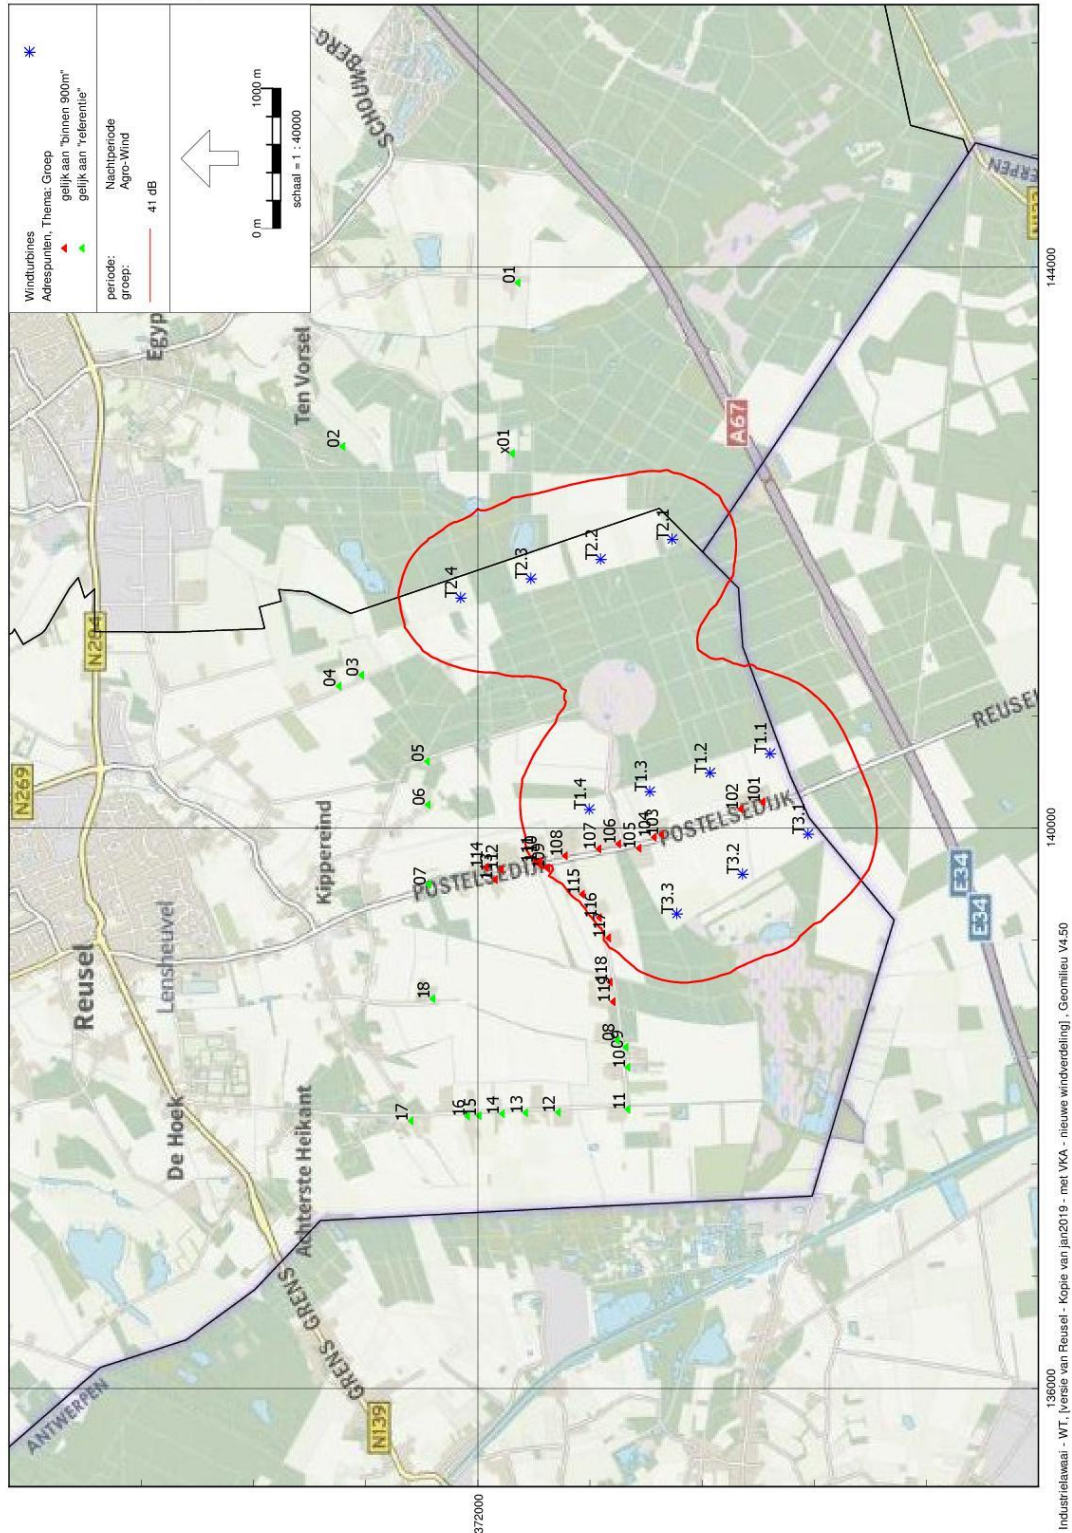 Windturbines
Adrespunten, Thema: Groep
gelijk aan "binnen 900m"
gelijk aan "referentie"
periode: Nachtperiode
groep: Agro-Wind
41 dB
0 m 1000 m
schaal = 1 : 40000
SCHOUWBERG
Egyp
Ten Vorsel
N284
N269
Reusel
Lensheuvel
De Hoek
Kippereind
Achterste Heikant
GRENS
GRENS
N139
ANTWERPEN
POSTELSEDIJK
POSTELSEDIJK
REUSEL
A67
E34
E34
01
02
x01
03
04
05
06
07
18
17
16
15
14
13
12
11
10
09
08
119
118
117
116
115
114
112
108
107
106
105
104
103
102
101
T2.4
T2.3
T2.2
T2.1
T1.4
T1.3
T1.2
T1.1
T3.1
T3.2
T3.3
136000
140000
144000
372000
Industrielawaai - WT, [versie van Reusel - Kopie van jan2019 - met VKA - nieuwe windverdeling] , Geomilieu V4.50